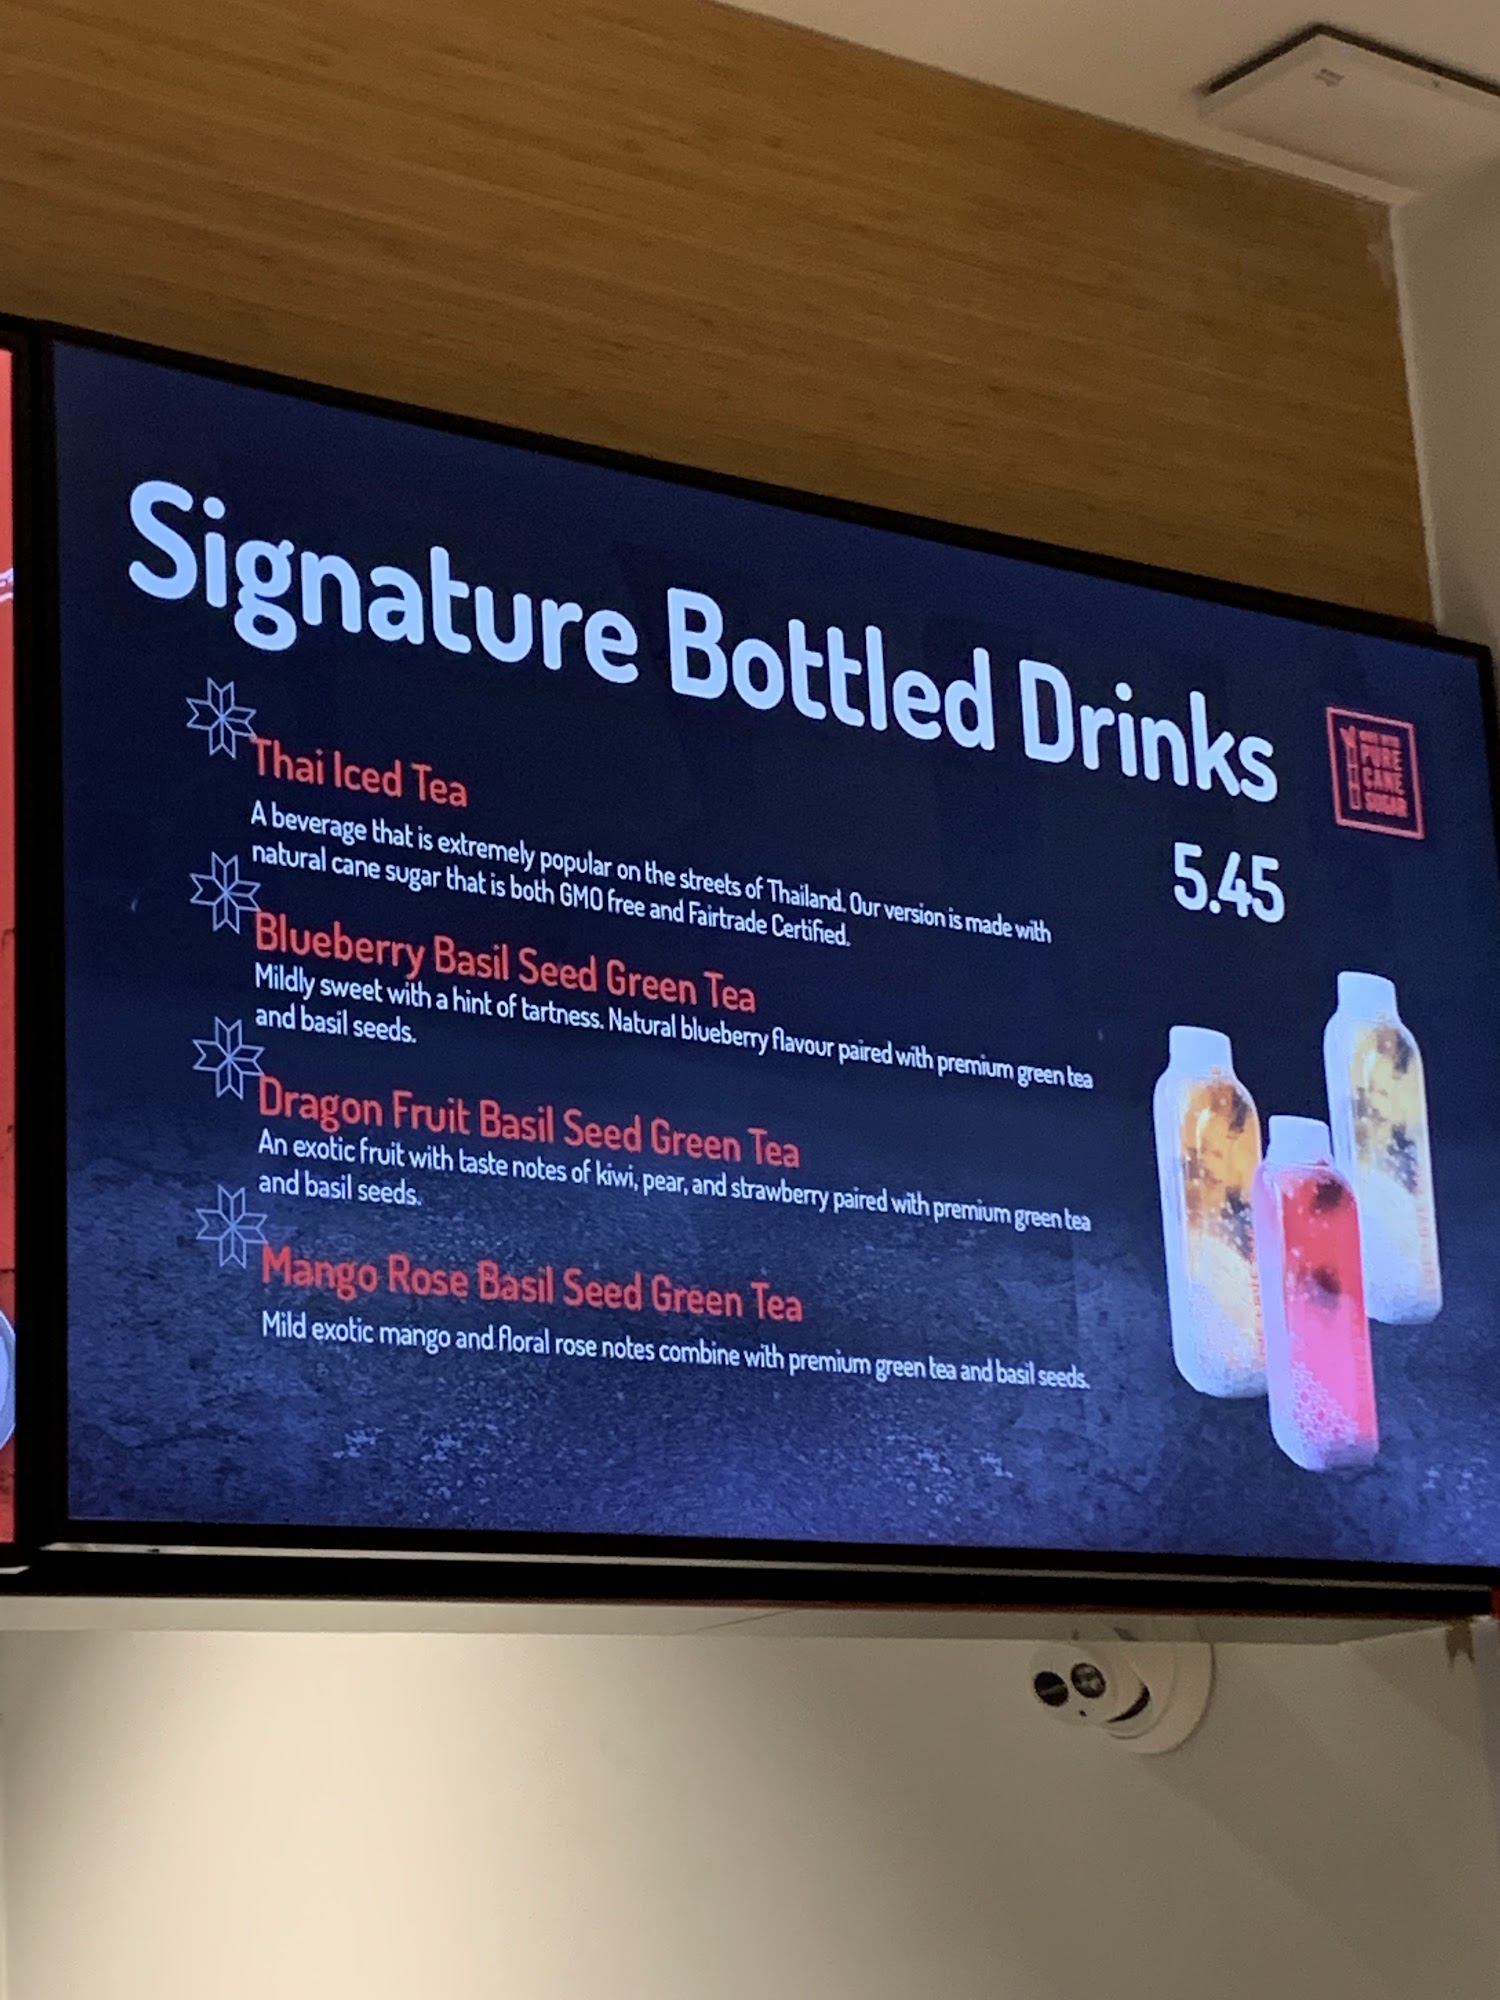 Signature Bottled Drinks
PURE
CANE
SUGAR
5.45
Thai Iced Tea
A beverage that is extremely popular on the streets of Thailand. Our version is made with
natural cane sugar that is both GMO free and Fairtrade Certified.
Blueberry Basil Seed Green Tea
Mildly sweet with a hint of tartness. Natural blueberry flavour paired with premium green tea
and basil seeds.
Dragon Fruit Basil Seed Green Tea
An exotic fruit with taste notes of kiwi, pear, and strawberry paired with premium green tea
and basil seeds.
Mango Rose Basil Seed Green Tea
Mild exotic mango and floral rose notes combine with premium green tea and basil seeds.